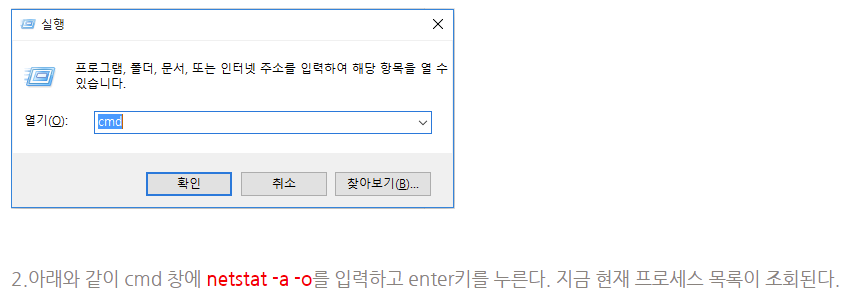 실행
프로그램, 폴더, 문서, 또는 인터넷 주소를 입력하여 해당 항목을 열 수
있습니다.
열기(O): cmd
확인 취소 찾아보기(B)...
2.아래와 같이 cmd 창에 netstat -a -o를 입력하고 enter키를 누른다. 지금 현재 프로세스 목록이 조회된다.